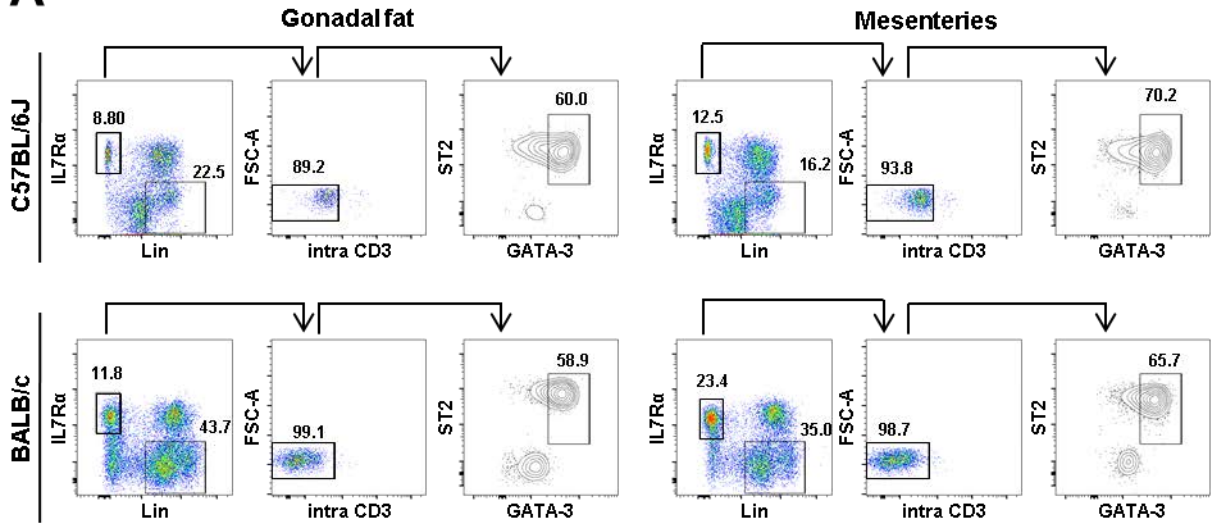 A
Gonadal fat
Mesenteries
C57BL/6J
IL7Rα
8.80
22.5
Lin
FSC-A
89.2
intra CD3
ST2
60.0
GATA-3
IL7Rα
12.5
16.2
Lin
FSC-A
93.8
intra CD3
ST2
70.2
GATA-3
BALB/c
IL7Rα
11.8
43.7
Lin
FSC-A
99.1
intra CD3
ST2
58.9
GATA-3
IL7Rα
23.4
35.0
Lin
FSC-A
98.7
intra CD3
ST2
65.7
GATA-3